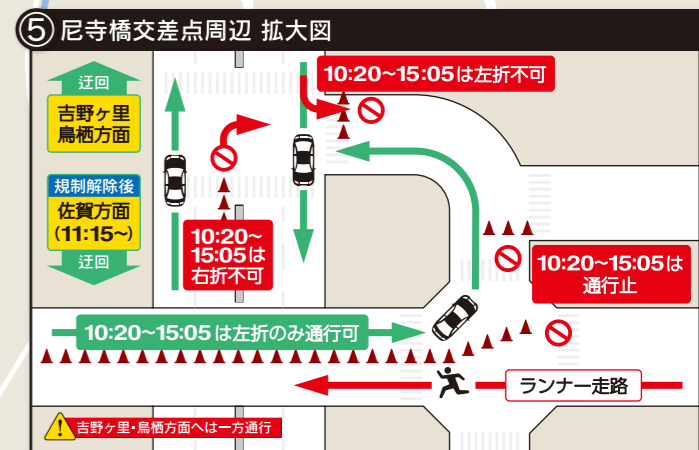 ⑤尼寺橋交差点周辺 拡大図
迂回
吉野ヶ里
鳥栖方面
規制解除後
佐賀方面
(11:15~)
迂回
10:20~15:05は左折不可
10:20~
15:05は
右折不可
10:20~15:05は
通行止
10:20~15:05は左折のみ通行可
ランナー走路
吉野ヶ里・鳥栖方面へは一方通行